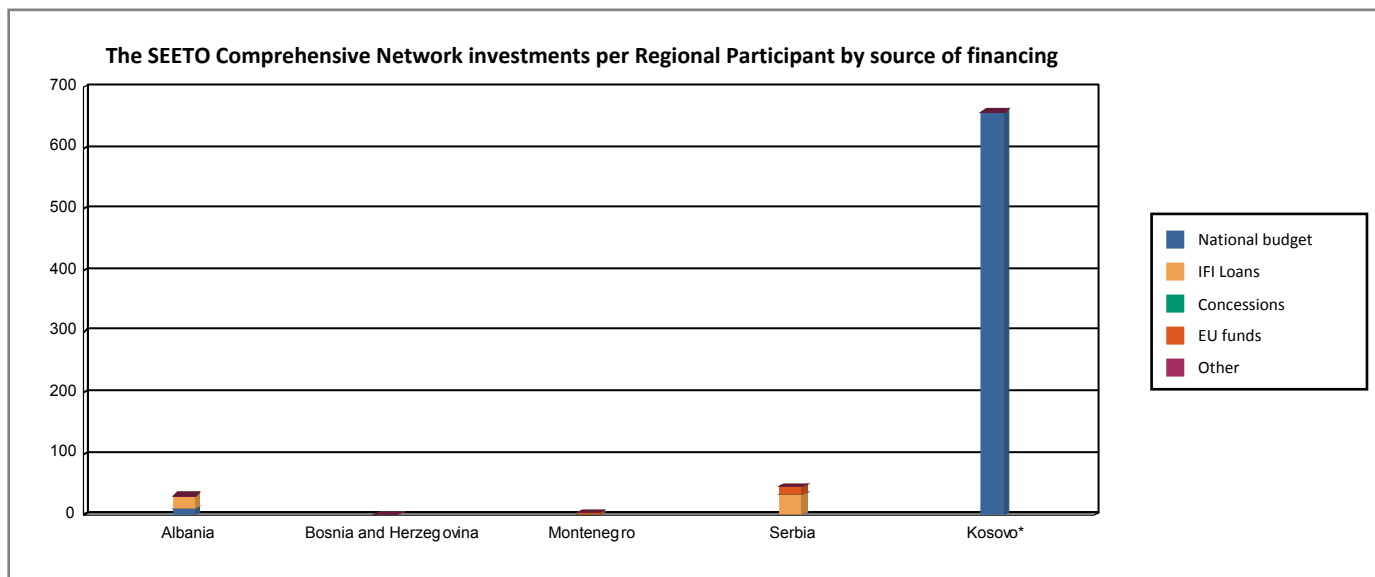 The SEETO Comprehensive Network investments per Regional Participant by source of financing
700
600
500
400
300
200
100
0
Albania
Bosnia and Herzegovina
Montenegro
Serbia
Kosovo*
National budget
IFI Loans
Concessions
EU funds
Other